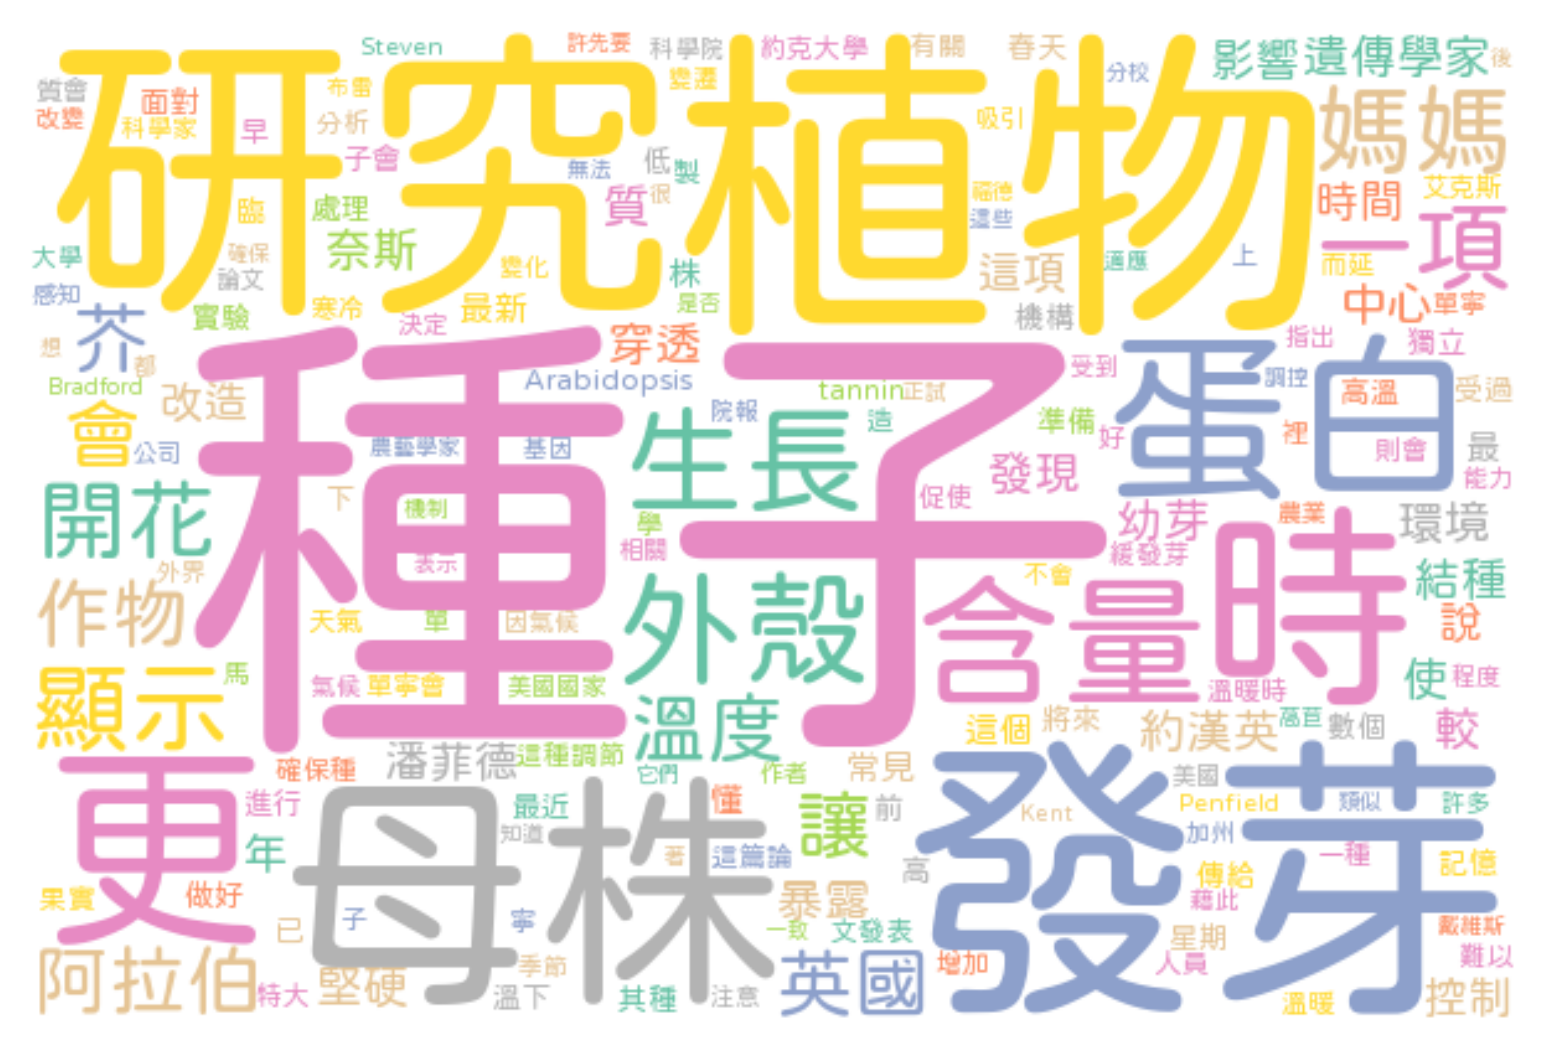 Steven
許先要
科學院
約克大學
有關
春天
影響
遺傳學家
後
質會
面對
布雷
變遷
分校
改變
科學家
早
分析
子會
無法
低
製
吸引
媽媽
研究
植物
臨
處理
質
很
福德
這些
時間
艾克斯
大學
確保
奈斯
論文
變化
株
這項
適應
上
而延
一項
感知
芥
實驗
寒冷
決定
最新
是否
機構
中心
單寧
想
都
穿透
受到
指出
獨立
Bradford
改造
Arabidopsis
院報
tannin
正試
調控
高溫
受過
會
公司
種子
農藝學家
基因
生長
造
準備
好
蛋白
裡
則會
最
能力
開花
下
機制
學
促使
發現
幼芽
農業
環境
相關
表示
緩發芽
外界
作物
天氣
單
因氣候
外殼
不會
含量
時
結種
說
顯示
馬
氣候
單寧會
美國國家
溫度
溫暖時
使
程度
這個
將來
約漢英
萵苣
數個
較
確保種
潘菲德
這種調節
它們
作者
常見
美國
更
進行
母株
最近
懂
讓
前
發芽
Kent
Penfield
類似
許多
年
知道
著
這篇論
加州
一種
高
傳給
記憶
果實
做好
暴露
藉此
已
子
寧
一致
文發表
星期
戴維斯
阿拉伯
特大
堅硬
季節
溫下
其種
注意
英國
增加
人員
難以
溫暖
控制